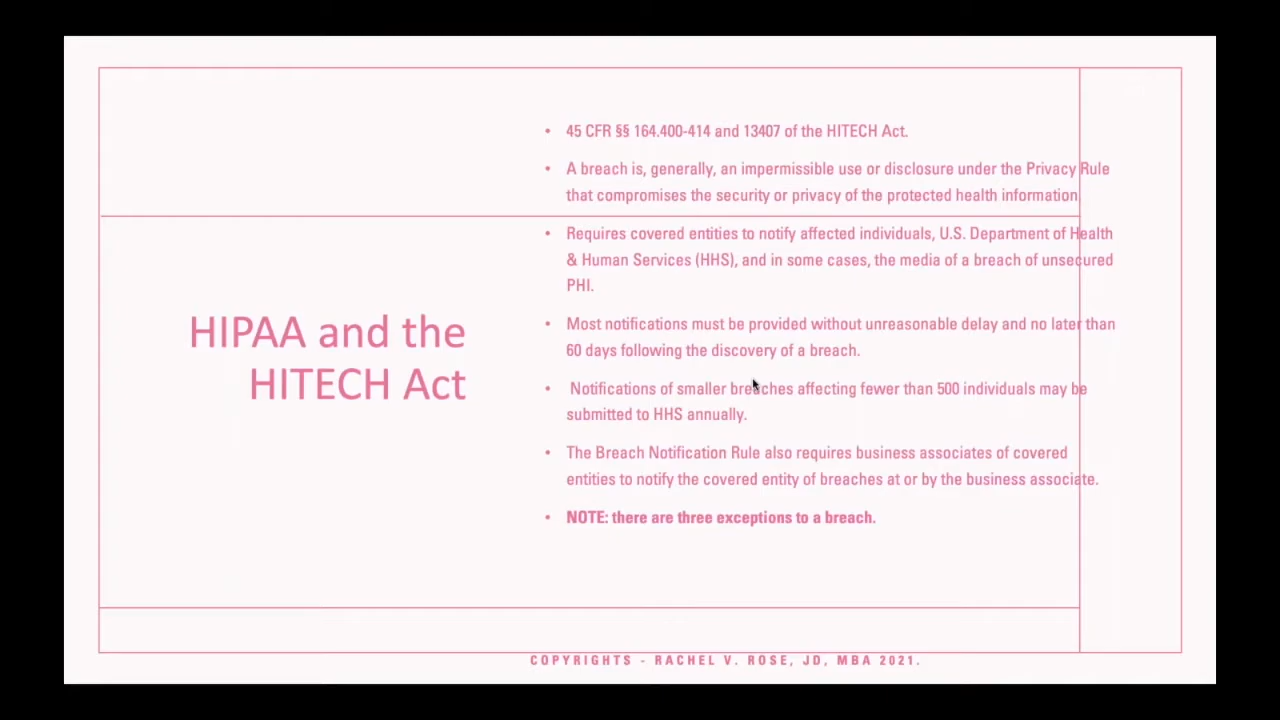 HIPAA and the
HITECH Act
• 45 CFR §§ 164.400-414 and 13407 of the HITECH Act.
• A breach is, generally, an impermissible use or disclosure under the Privacy Rule
that compromises the security or privacy of the protected health information.
• Requires covered entities to notify affected individuals, U.S. Department of Health
& Human Services (HHS), and in some cases, the media of a breach of unsecured
PHI.
• Most notifications must be provided without unreasonable delay and no later than
60 days following the discovery of a breach.
• Notifications of smaller breaches affecting fewer than 500 individuals may be
submitted to HHS annually.
• The Breach Notification Rule also requires business associates of covered
entities to notify the covered entity of breaches at or by the business associate.
• NOTE: there are three exceptions to a breach.
COPYRIGHTS - RACHEL V. ROSE, JD, MBA 2021.